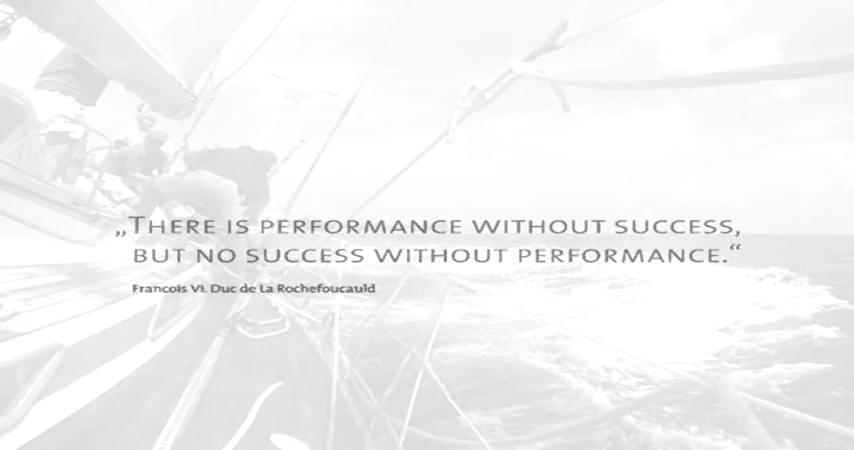 „THERE IS PERFORMANCE WITHOUT SUCCESS,
BUT NO SUCCESS WITHOUT PERFORMANCE.“
Francois VI. Duc de La Rochefoucauld